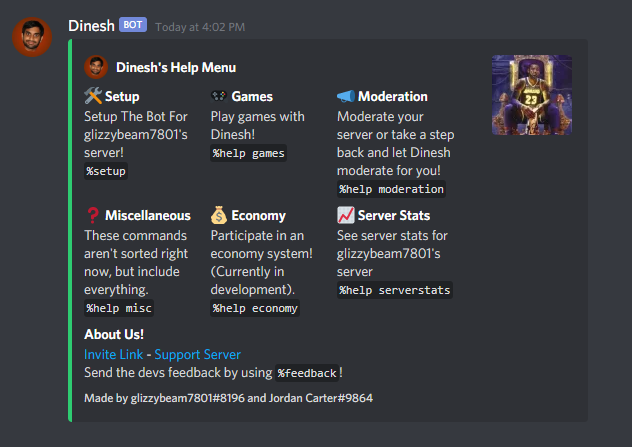 Dinesh BOT Today at 4:02 PM
Dinesh's Help Menu
Setup
Setup The Bot For
glizzybeam7801's
server!
%setup
Games
Play games with
Dinesh!
%help games
Moderation
Moderate your
server or take a step
back and let Dinesh
moderate for you!
%help moderation
Miscellaneous
These commands
aren't sorted right
now, but include
everything.
%help misc
Economy
Participate in an
economy system!
(Currently in
development).
%help economy
Server Stats
See server stats for
glizzybeam7801's
server
%help serverstats
About Us!
Invite Link - Support Server
Send the devs feedback by using %feedback!
Made by glizzybeam7801#8196 and Jordan Carter#9864
LAKERS
23